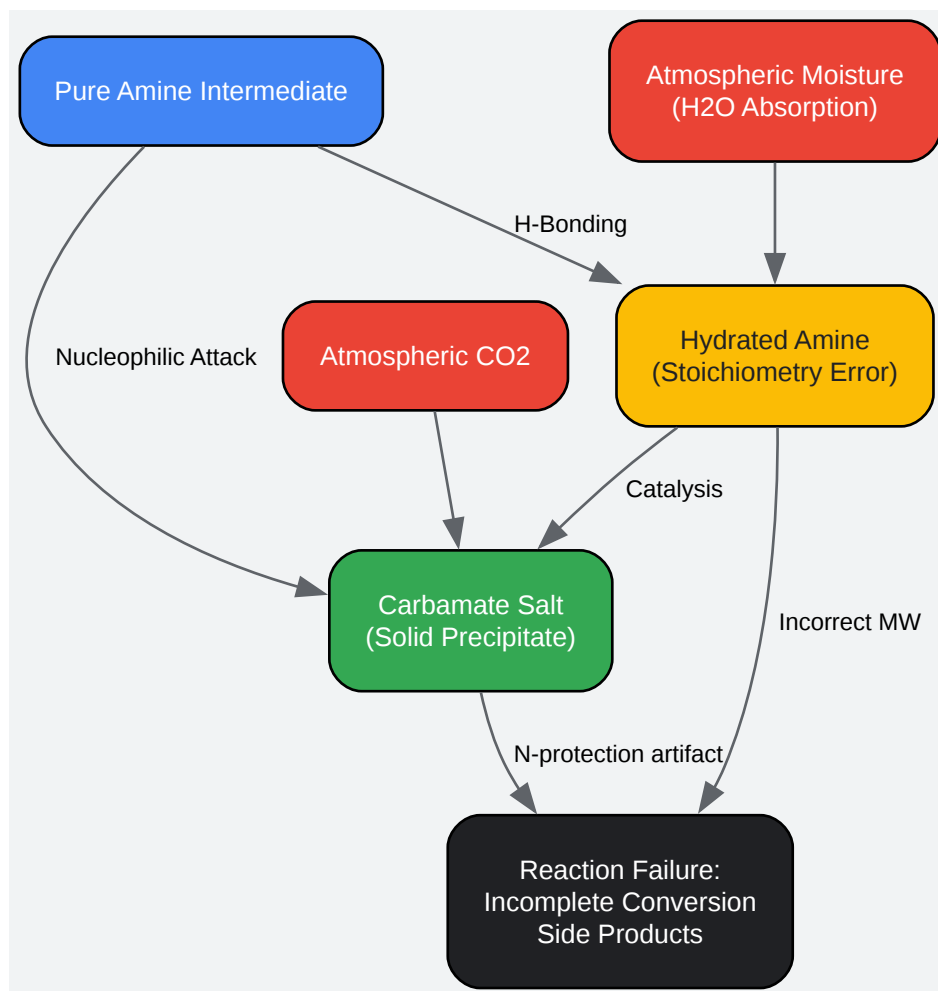 Pure Amine Intermediate
Atmospheric Moisture
(H2O Absorption)
H-Bonding
Nucleophilic Attack
Atmospheric CO2
Hydrated Amine
(Stoichiometry Error)
Catalysis
Carbamate Salt
(Solid Precipitate)
Incorrect MW
N-protection artifact
Reaction Failure:
Incomplete Conversion
Side Products